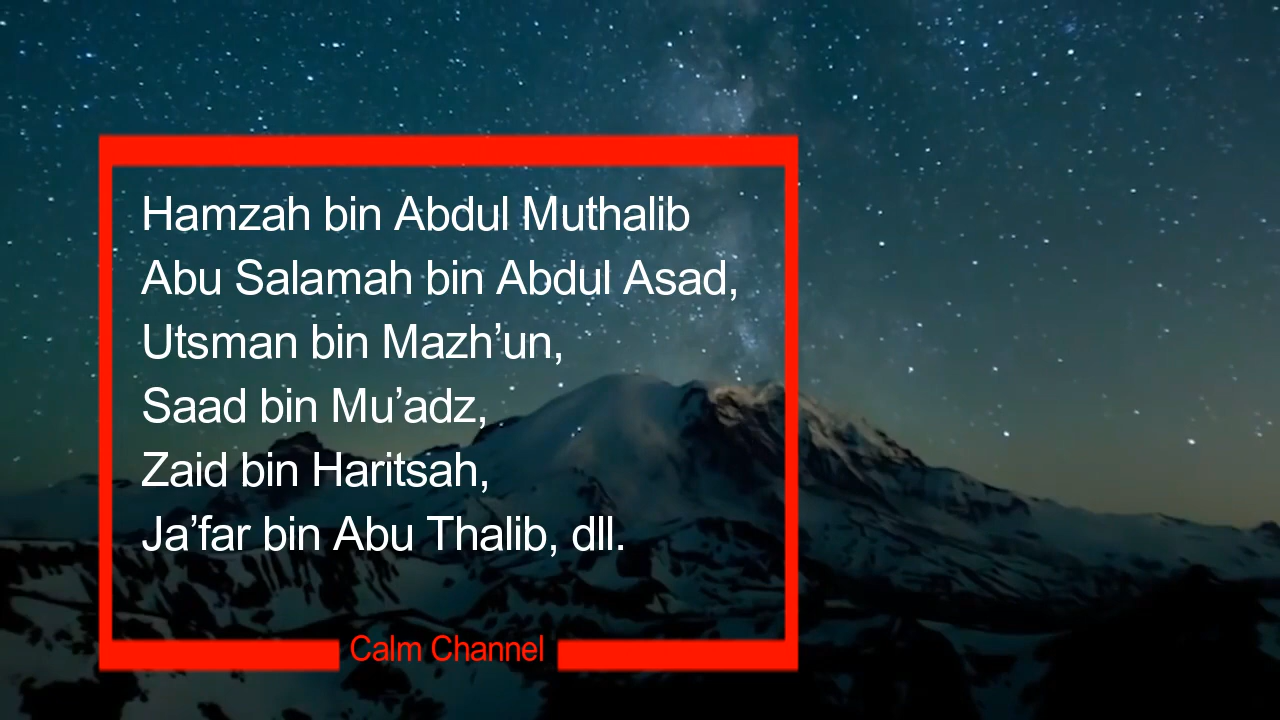 Hamzah bin Abdul Muthalib
Abu Salamah bin Abdul Asad,
Utsman bin Mazh’un,
Saad bin Mu’adz,
Zaid bin Haritsah,
Ja’far bin Abu Thalib, dll.
Calm Channel